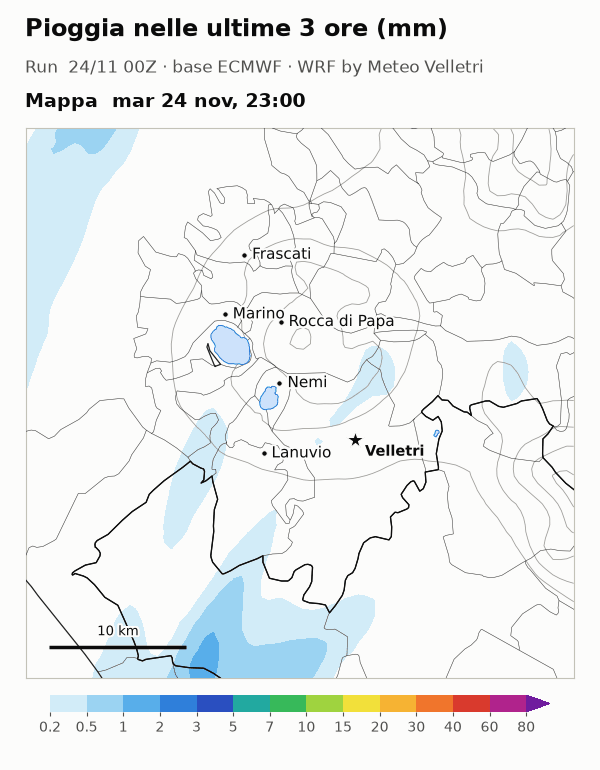 Pioggia nelle ultime 3 ore (mm)
Run  24/11 00Z · base ECMWF · WRF by Meteo Velletri
Mappa  mar 24 nov, 23:00
Frascati
Marino
Rocca di Papa
Nemi
Velletri
Lanuvio
10 km
0.2 0.5 1 2 3 5 7 10 15 20 30 40 60 80